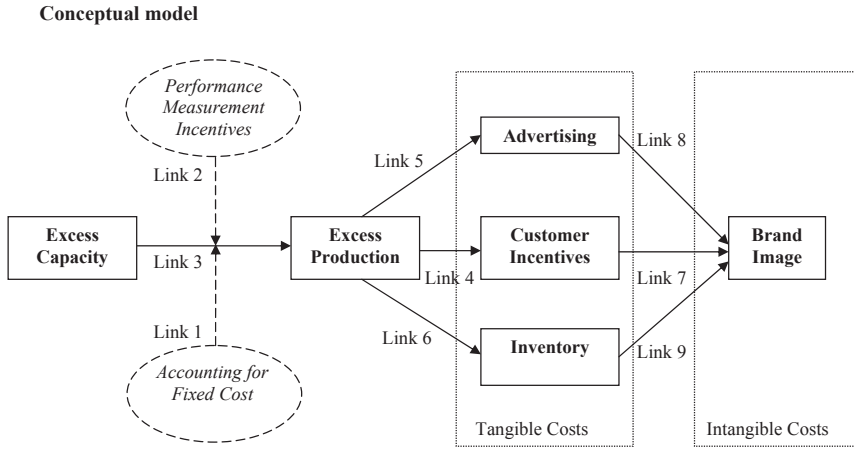 Conceptual model
Performance
Measurement
Incentives
Link 2
Excess
Capacity
Link 3
Link 1
Accounting for
Fixed Cost
Excess
Production
Link 5
Link 4
Link 6
Advertising
Customer
Incentives
Inventory
Tangible Costs
Link 8
Link 7
Link 9
Brand
Image
Intangible Costs